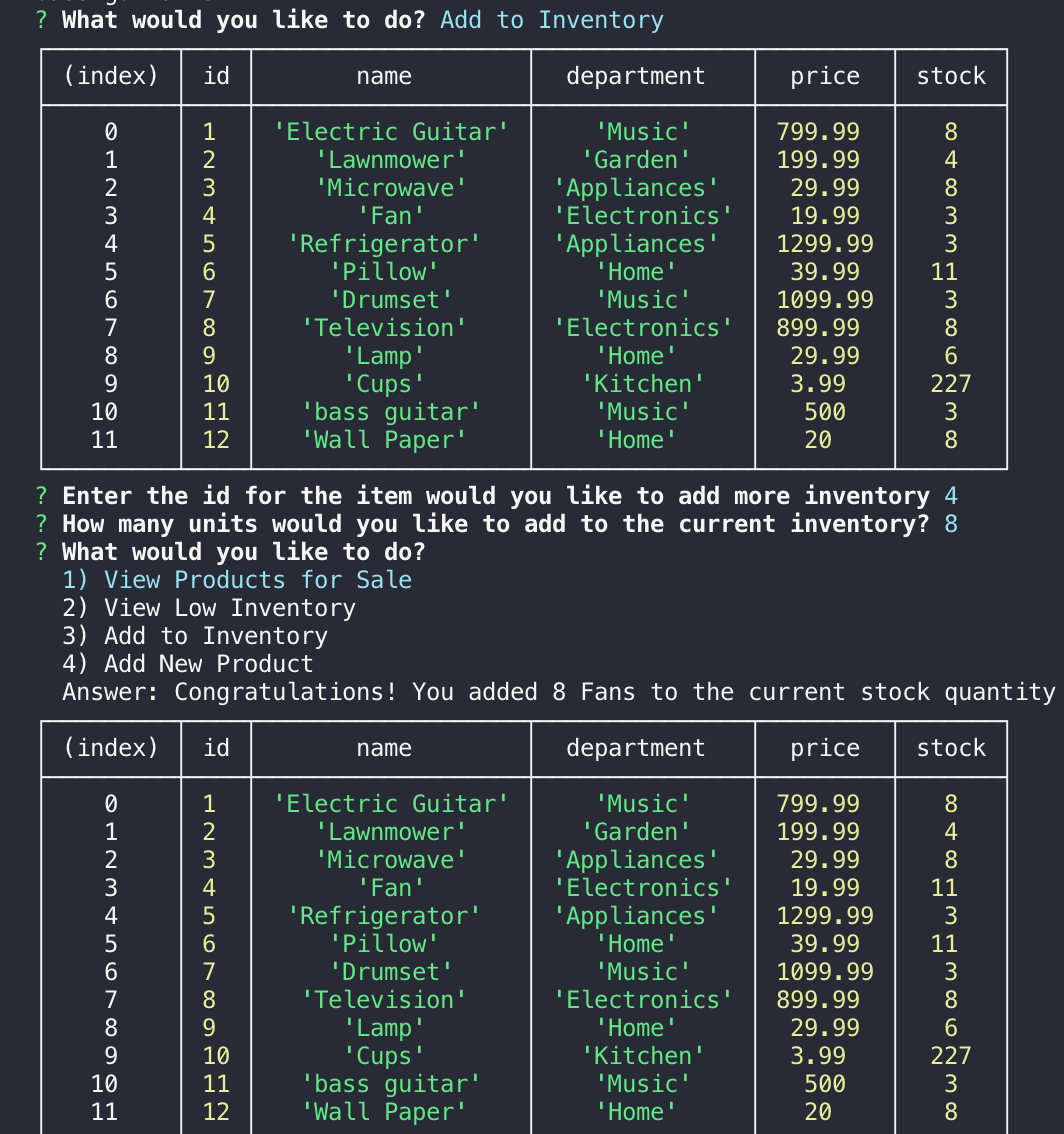 ? What would you like to do? Add to Inventory
(index) id name department price stock
0 1 'Electric Guitar' 'Music' 799.99 8
1 2 'Lawnmower' 'Garden' 199.99 4
2 3 'Microwave' 'Appliances' 29.99 8
3 4 'Fan' 'Electronics' 19.99 3
4 5 'Refrigerator' 'Appliances' 1299.99 3
5 6 'Pillow' 'Home' 39.99 11
6 7 'Drumset' 'Music' 1099.99 3
7 8 'Television' 'Electronics' 899.99 8
8 9 'Lamp' 'Home' 29.99 6
9 10 'Cups' 'Kitchen' 3.99 227
10 11 'bass guitar' 'Music' 500 3
11 12 'Wall Paper' 'Home' 20 8
? Enter the id for the item would you like to add more inventory 4
? How many units would you like to add to the current inventory? 8
? What would you like to do?
1) View Products for Sale
2) View Low Inventory
3) Add to Inventory
4) Add New Product
Answer: Congratulations! You added 8 Fans to the current stock quantity
(index) id name department price stock
0 1 'Electric Guitar' 'Music' 799.99 8
1 2 'Lawnmower' 'Garden' 199.99 4
2 3 'Microwave' 'Appliances' 29.99 8
3 4 'Fan' 'Electronics' 19.99 11
4 5 'Refrigerator' 'Appliances' 1299.99 3
5 6 'Pillow' 'Home' 39.99 11
6 7 'Drumset' 'Music' 1099.99 3
7 8 'Television' 'Electronics' 899.99 8
8 9 'Lamp' 'Home' 29.99 6
9 10 'Cups' 'Kitchen' 3.99 227
10 11 'bass guitar' 'Music' 500 3
11 12 'Wall Paper' 'Home' 20 8